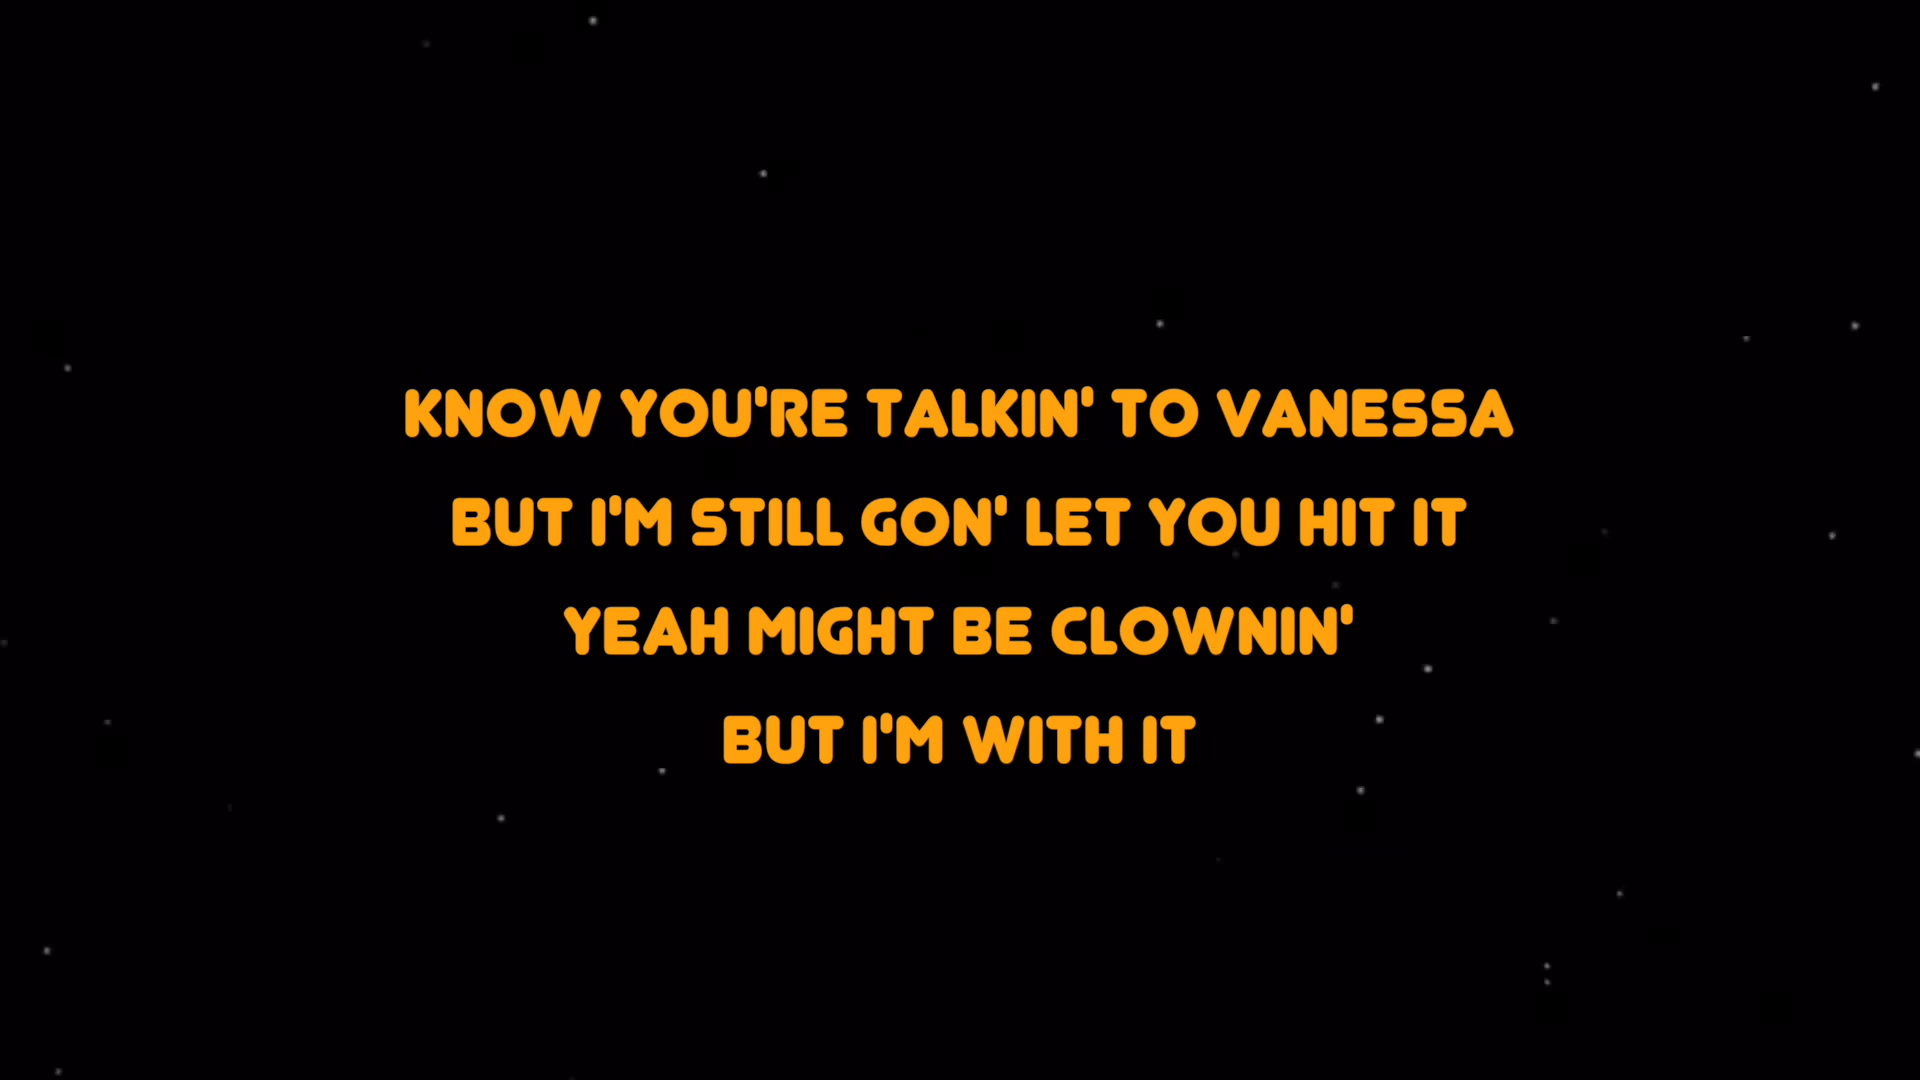 KNOW YOU'RE TALKIN' TO VANESSA
BUT I'M STILL GON' LET YOU HIT IT
YEAH MIGHT BE CLOWNIN'
BUT I'M WITH IT